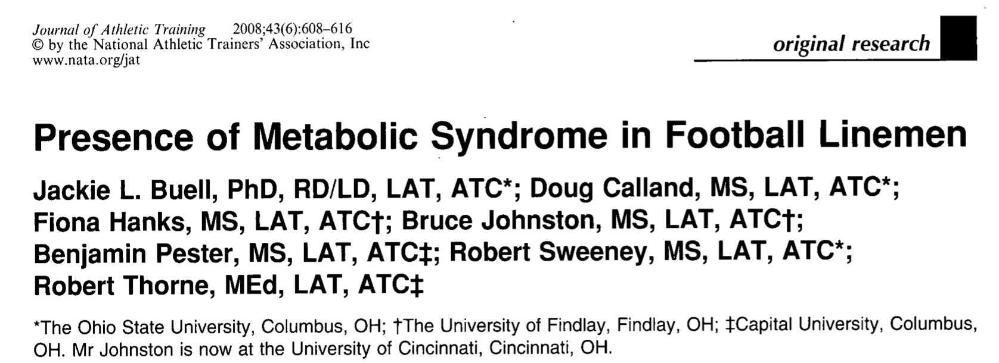 Journal of Athletic Training 2008;43(6):608–616
© by the National Athletic Trainers' Association, Inc
www.nata.org/jat
original research
Presence of Metabolic Syndrome in Football Linemen
Jackie L. Buell, PhD, RD/LD, LAT, ATC*; Doug Calland, MS, LAT, ATC*;
Fiona Hanks, MS, LAT, ATC†; Bruce Johnston, MS, LAT, ATC†;
Benjamin Pester, MS, LAT, ATC‡; Robert Sweeney, MS, LAT, ATC*;
Robert Thorne, MEd, LAT, ATC‡
*The Ohio State University, Columbus, OH; †The University of Findlay, Findlay, OH; ‡Capital University, Columbus,
OH. Mr Johnston is now at the University of Cincinnati, Cincinnati, OH.